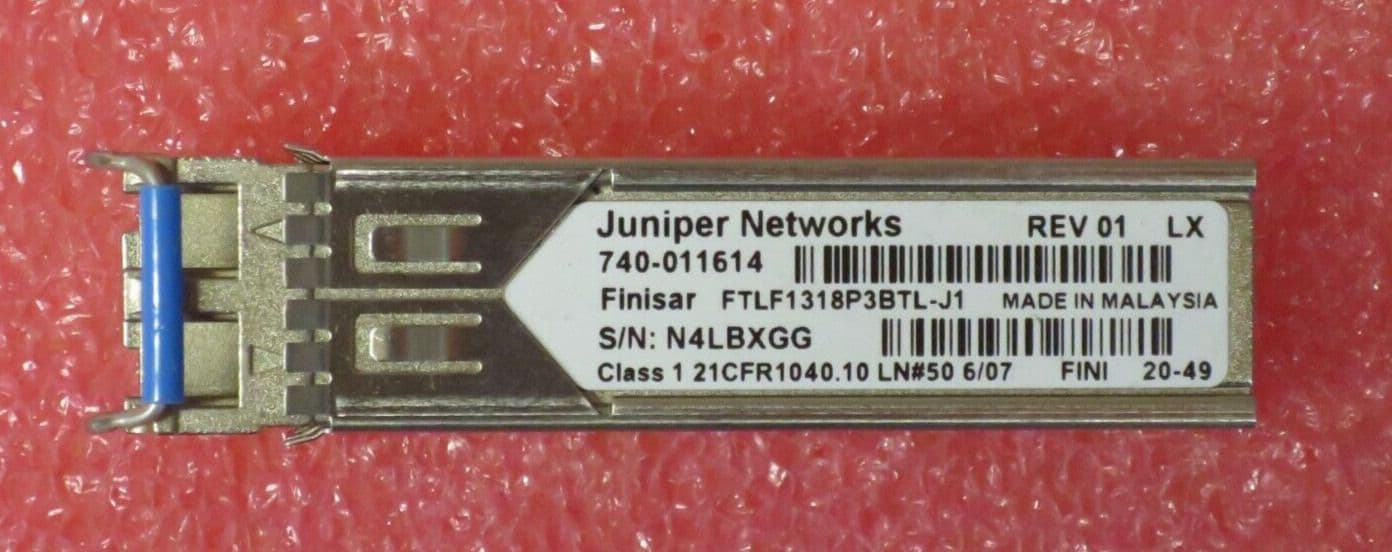 Juniper Networks REV 01 LX
740-011614
Finisar FTLF1318P3BTL-J1 MADE IN MALAYSIA
S/N: N4LBXGG
Class 1 21CFR1040.10 LN#50 6/07 FINI 20-49